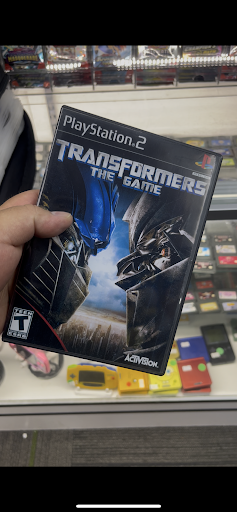 PlayStation.2
TRANSFORMERS
THE GAME
TEEN
T
ACTIVISION